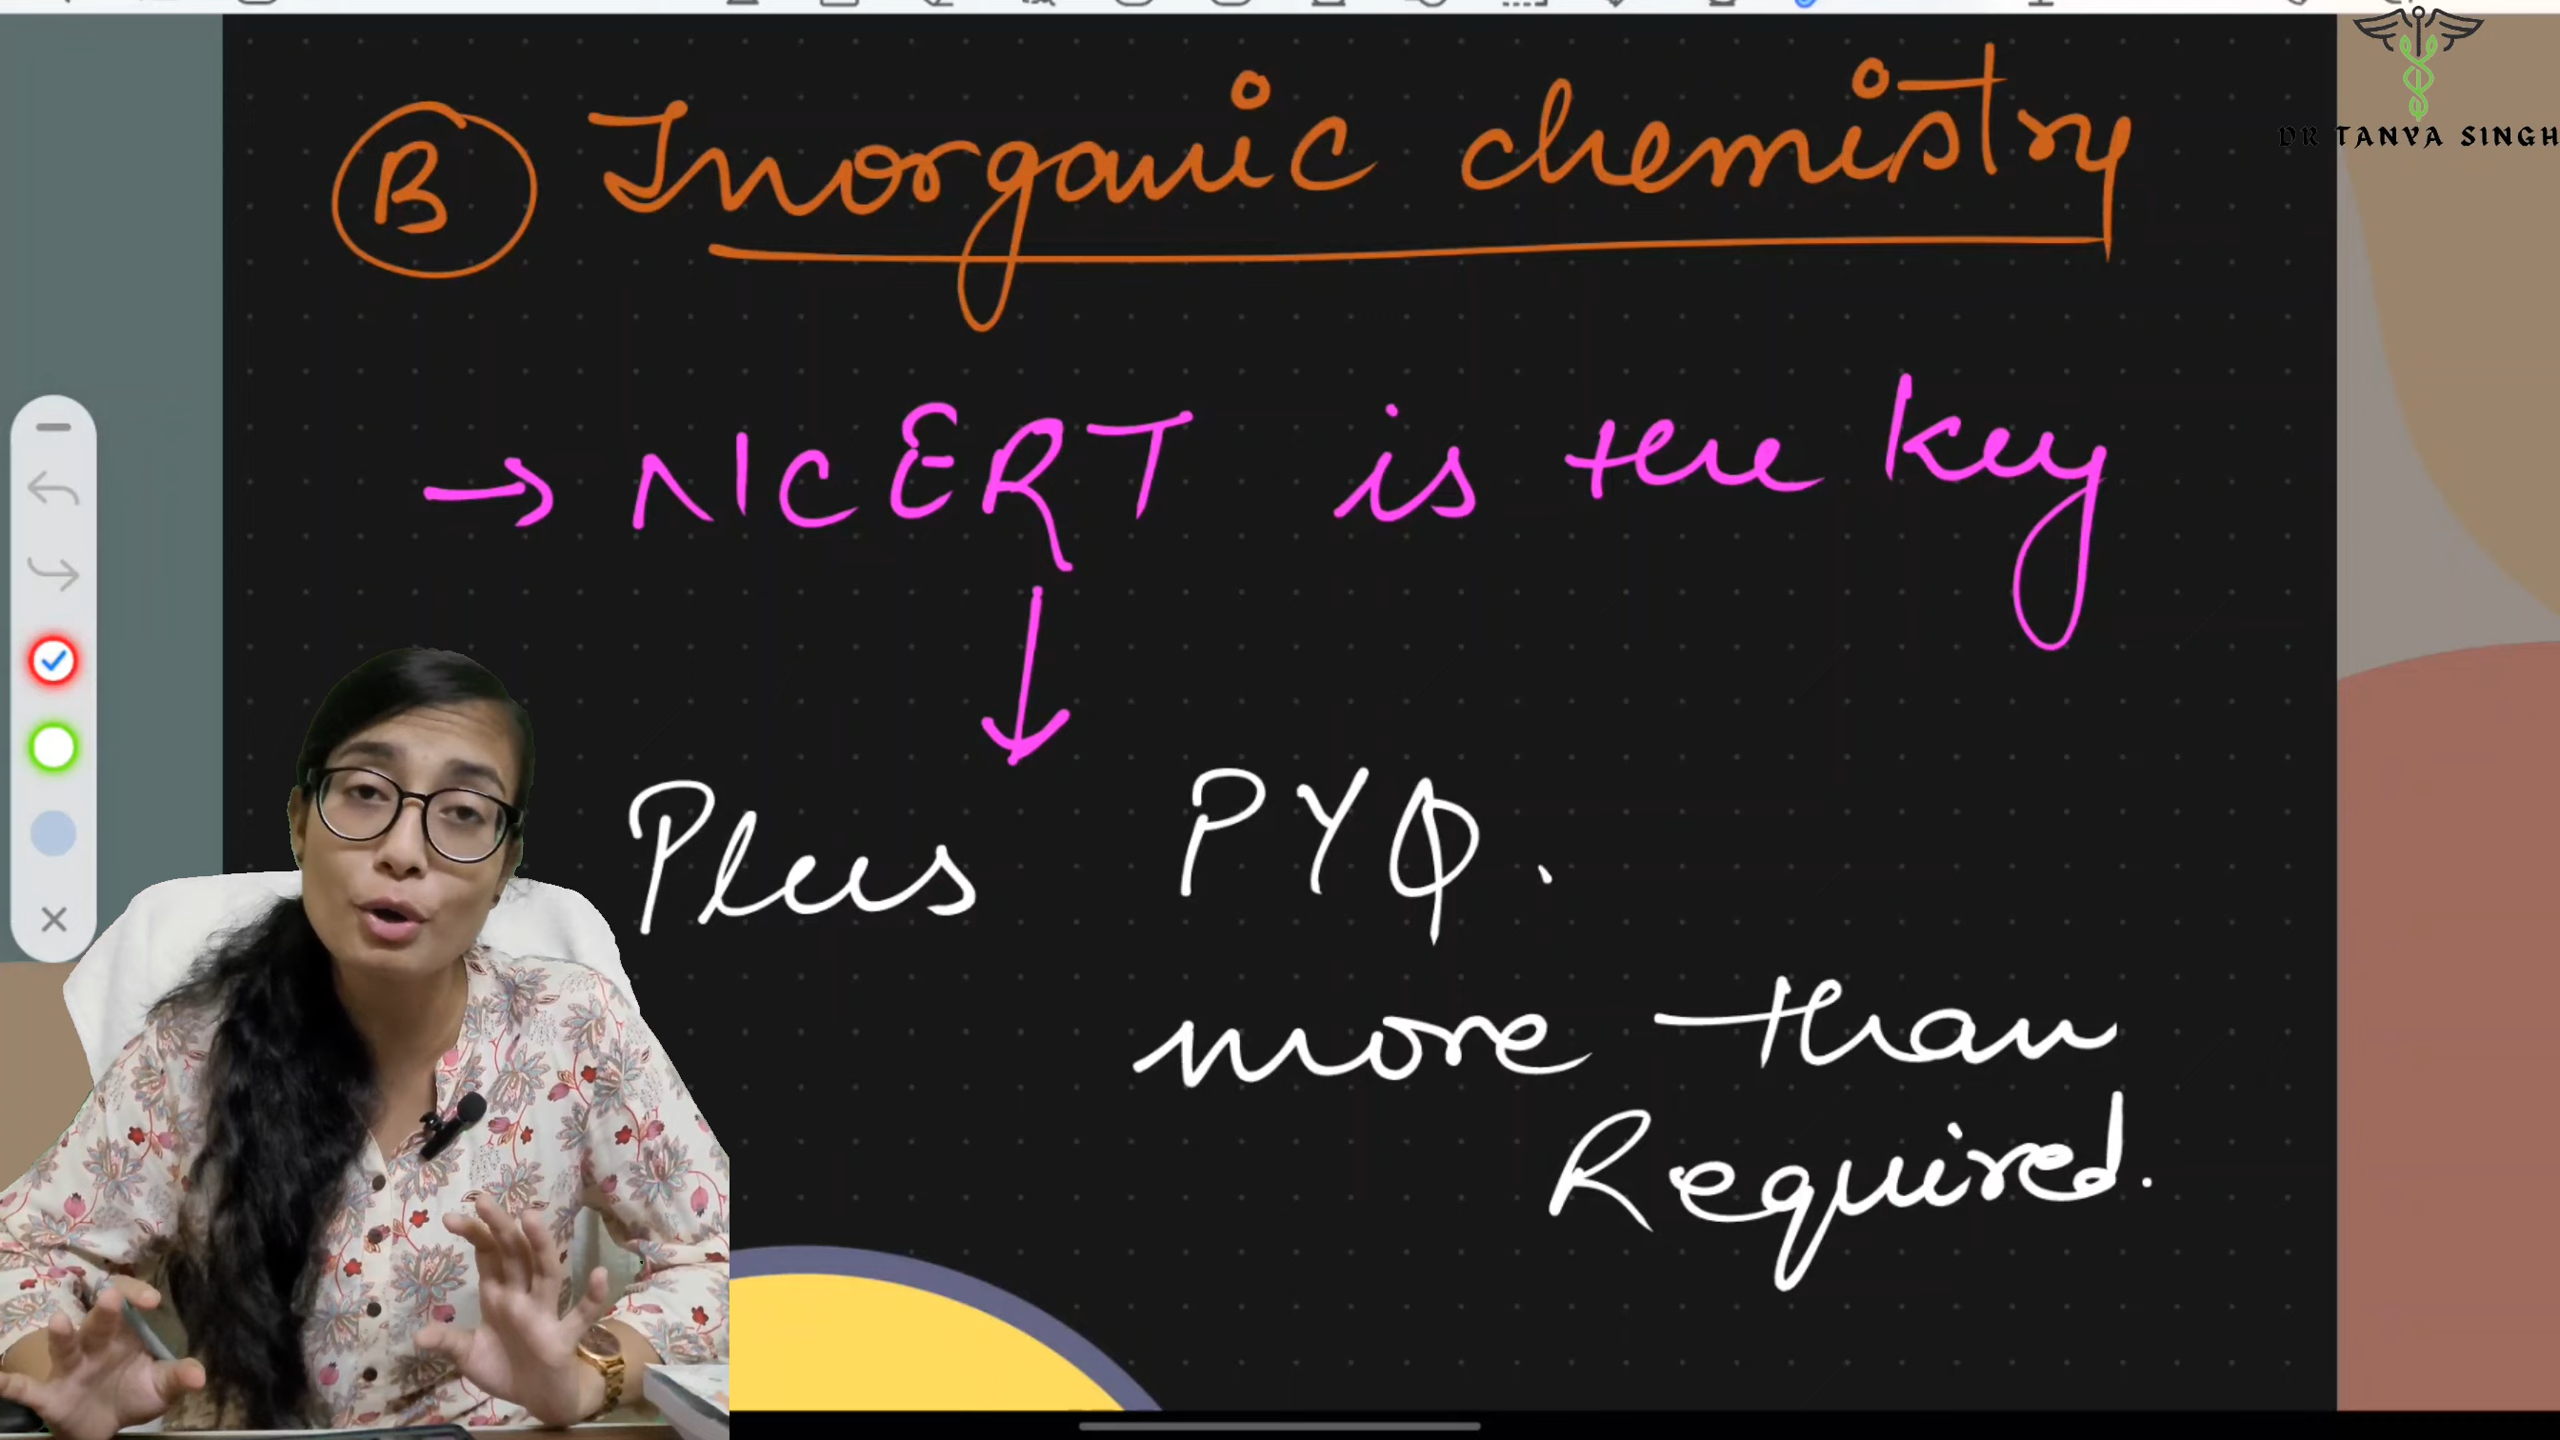 DR TANYA SINGH
B Inorganic chemistry
→ NCERT is the key
↓
Plus PYQ.
more than
Required.